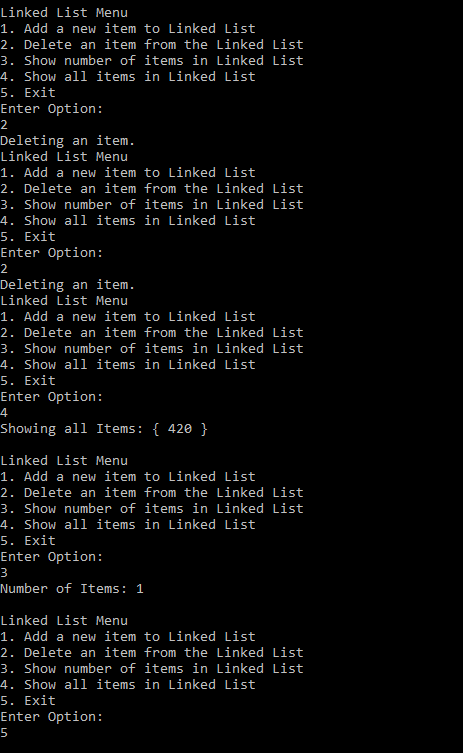 Linked List Menu
1. Add a new item to Linked List
2. Delete an item from the Linked List
3. Show number of items in Linked List
4. Show all items in Linked List
5. Exit
Enter Option:
2
Deleting an item.
Linked List Menu
1. Add a new item to Linked List
2. Delete an item from the Linked List
3. Show number of items in Linked List
4. Show all items in Linked List
5. Exit
Enter Option:
2
Deleting an item.
Linked List Menu
1. Add a new item to Linked List
2. Delete an item from the Linked List
3. Show number of items in Linked List
4. Show all items in Linked List
5. Exit
Enter Option:
4
Showing all Items: { 420 }

Linked List Menu
1. Add a new item to Linked List
2. Delete an item from the Linked List
3. Show number of items in Linked List
4. Show all items in Linked List
5. Exit
Enter Option:
3
Number of Items: 1

Linked List Menu
1. Add a new item to Linked List
2. Delete an item from the Linked List
3. Show number of items in Linked List
4. Show all items in Linked List
5. Exit
Enter Option:
5